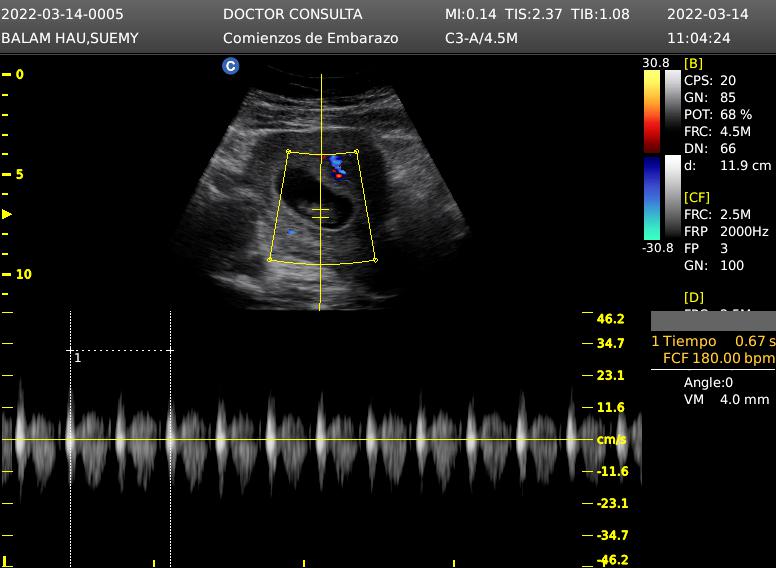 2022-03-14-0005 DOCTOR CONSULTA MI:0.14 TIS:2.37 TIB:1.08 2022-03-14
BALAM HAU,SUEMY Comienzos de Embarazo C3-A/4.5M 11:04:24
C
0
5
10
30.8
-30.8
[B]
CPS: 20
GN: 85
POT: 68 %
FRC: 4.5M
DN: 66
d: 11.9 cm
[CF]
FRC: 2.5M
FRP 2000Hz
FP 3
GN: 100
[D]
1 Tiempo 0.67 s
FCF 180.00 bpm
Angle:0
VM 4.0 mm
1
46.2
34.7
23.1
11.6
cm/s
-11.6
-23.1
-34.7
-46.2